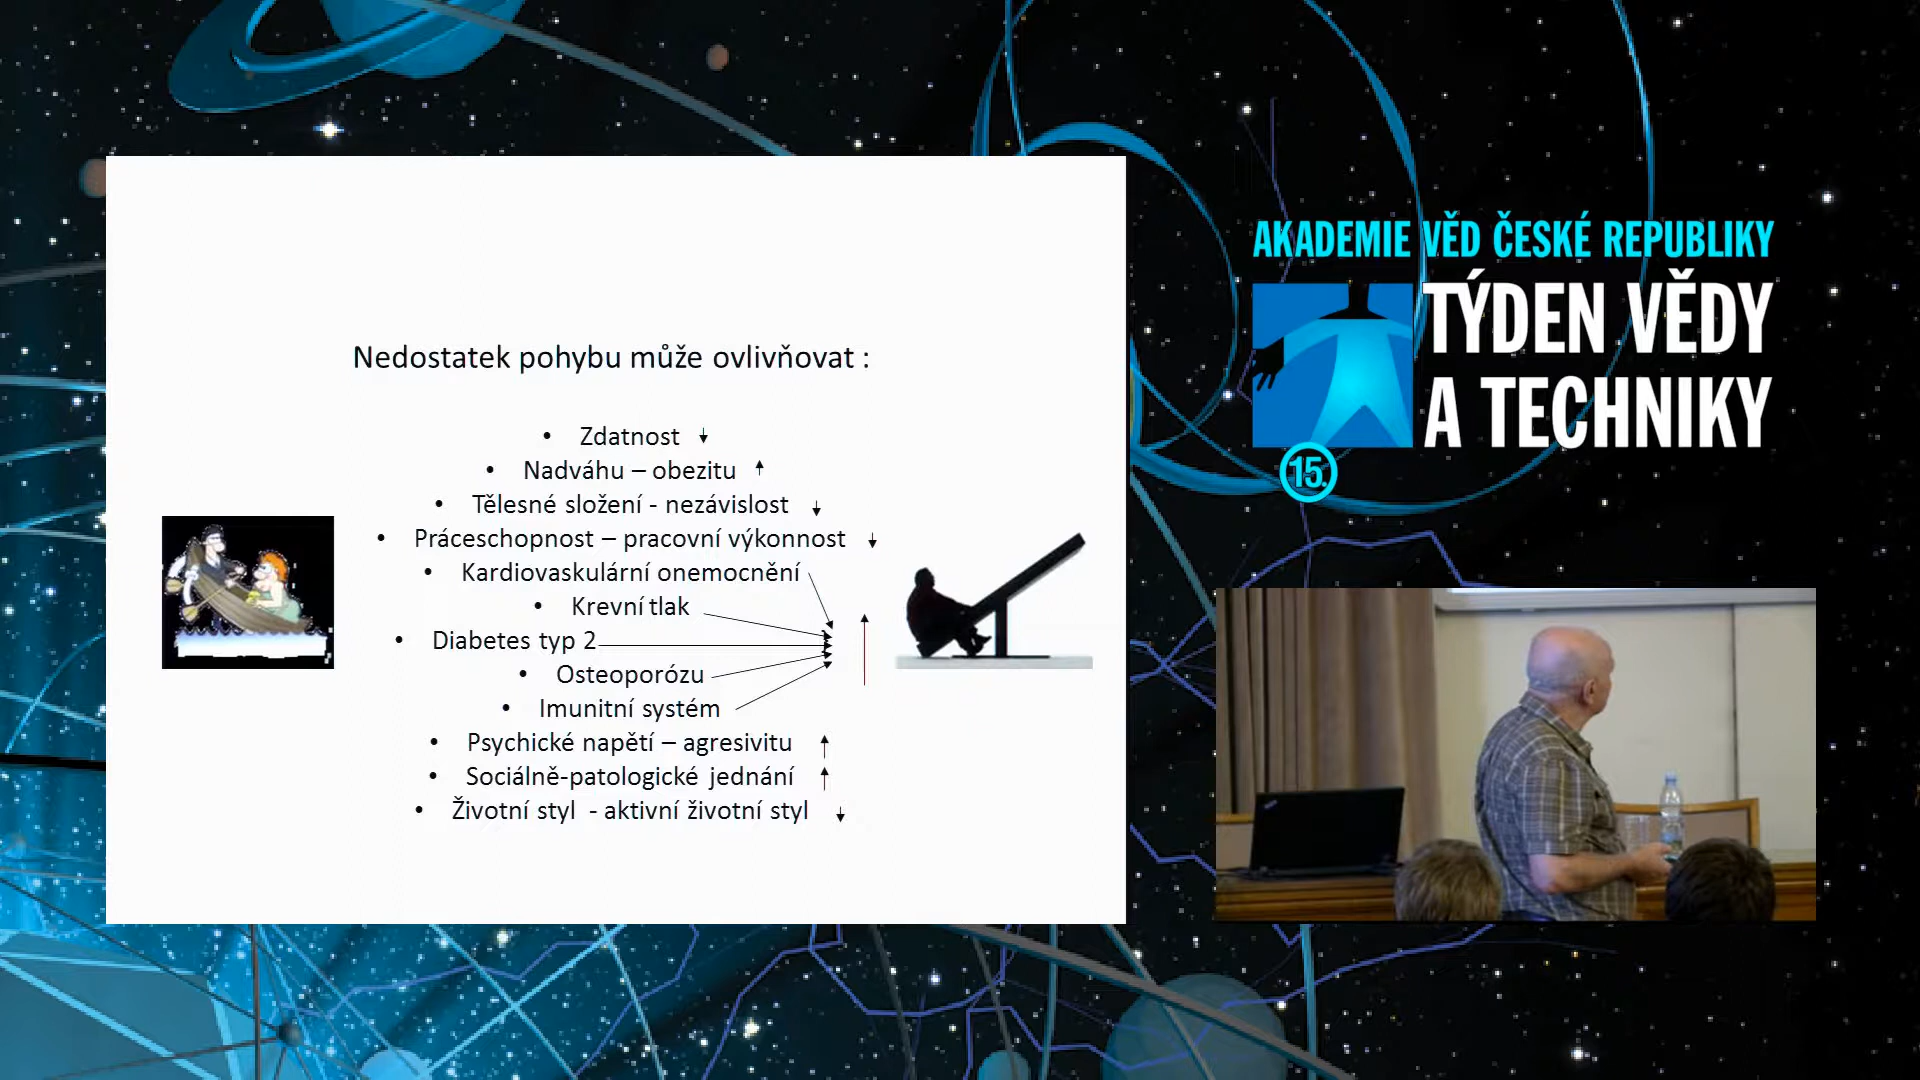 Nedostatek pohybu může ovlivňovat :
• Zdatnost ↓
• Nadváhu – obezitu ↑
• Tělesné složení - nezávislost ↓
• Práceschopnost – pracovní výkonnost ↓
• Kardiovaskulární onemocnění
• Krevní tlak
• Diabetes typ 2
• Osteoporózu
• Imunitní systém
• Psychické napětí – agresivitu ↑
• Sociálně-patologické jednání ↑
• Životní styl - aktivní životní styl ↓
AKADEMIE VĚD ČESKÉ REPUBLIKY
TÝDEN VĚDY
A TECHNIKY
15.